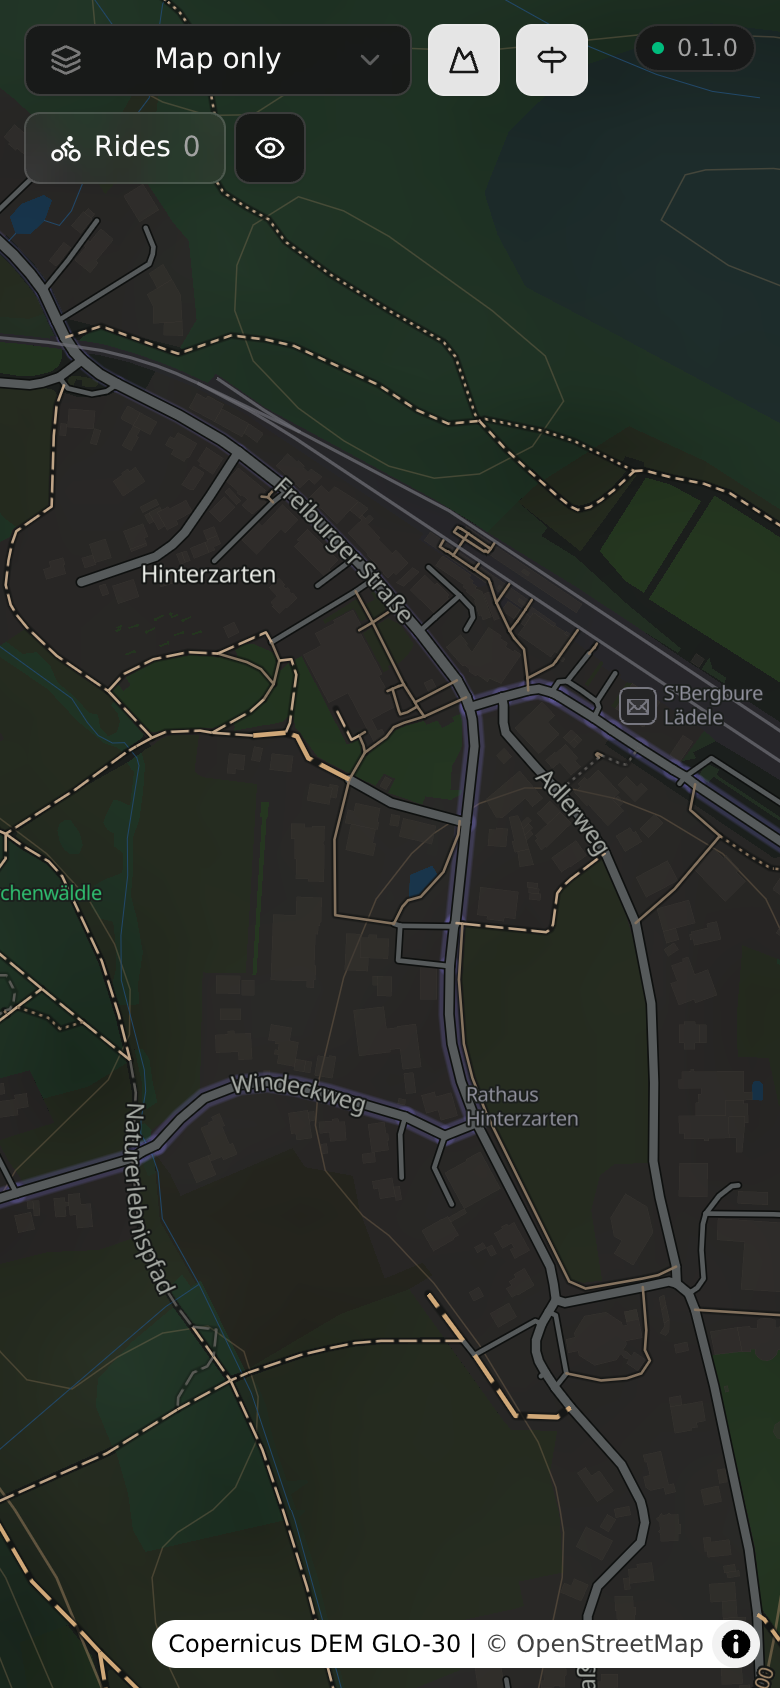 Map only
0.1.0
Rides 0
Freiburger Straße
Hinterzarten
S'Bergbure
Lädele
Adlerweg
chenwäldle
Windeckweg
Rathaus
Hinterzarten
Naturerlebnispfad
Copernicus DEM GLO-30 | © OpenStreetMap